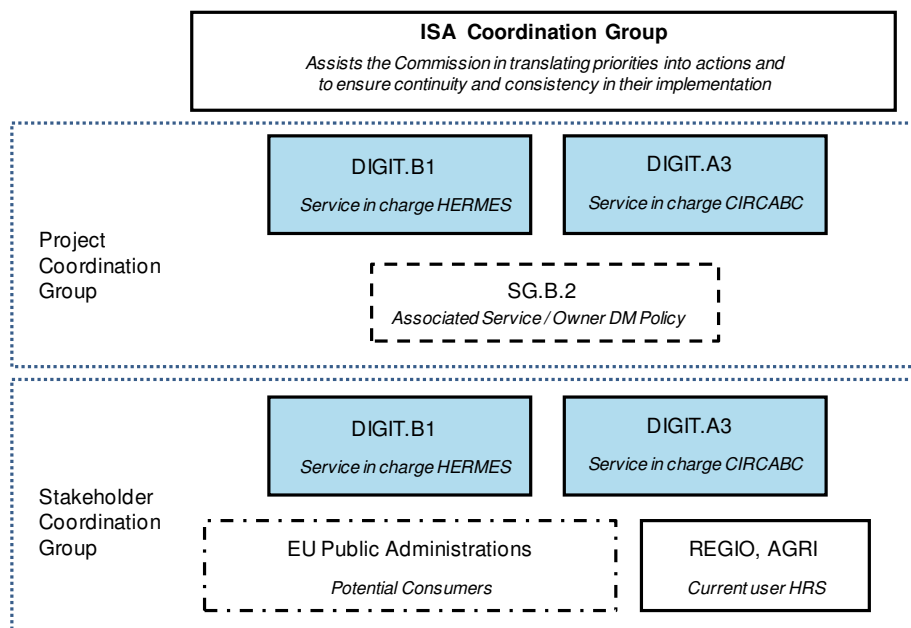 ISA Coordination Group
Assists the Commission in translating priorities into actions and
to ensure continuity and consistency in their implementation
DIGIT.B1
Service in charge HERMES
DIGIT.A3
Service in charge CIRCABC
Project
Coordination
Group
SG.B.2
Associated Service / Owner DM Policy
DIGIT.B1
Service in charge HERMES
DIGIT.A3
Service in charge CIRCABC
Stakeholder
Coordination
Group
EU Public Administrations
Potential Consumers
REGIO, AGRI
Current user HRS